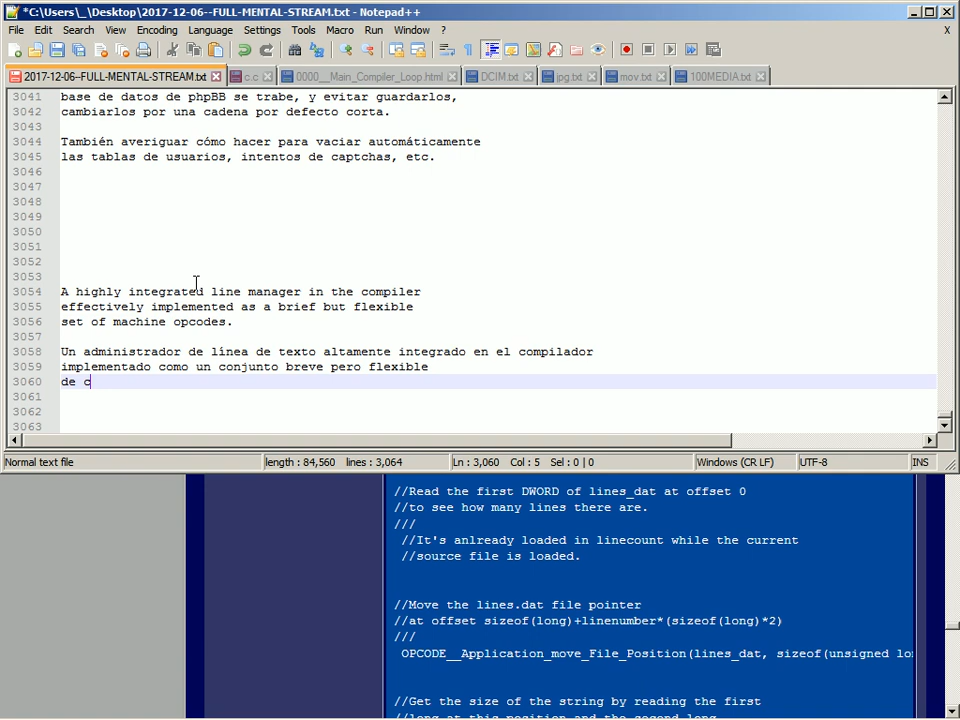 *C:\Users\_\Desktop\2017-12-06--FULL-MENTAL-STREAM.txt - Notepad++
File Edit Search View Encoding Language Settings Tools Macro Run Window ? X
2017-12-06--FULL-MENTAL-STREAM.txt c.c 0000__Main_Compiler_Loop.html DCIM.txt jpg.txt mov.txt 100MEDIA.txt
3041 base de datos de phpBB se trabe, y evitar guardarlos,
3042 cambiarlos por una cadena por defecto corta.
3043
3044 También averiguar cómo hacer para vaciar automáticamente
3045 las tablas de usuarios, intentos de captchas, etc.
3046
3047
3048
3049
3050
3051
3052
3053
3054 A highly integrated line manager in the compiler
3055 effectively implemented as a brief but flexible
3056 set of machine opcodes.
3057
3058 Un administrador de línea de texto altamente integrado en el compilador
3059 implementado como un conjunto breve pero flexible
3060 de c
3061
3062
3063
Normal text file length : 84,560 lines : 3,064 Ln : 3,060 Col : 5 Sel : 0 | 0 Windows (CR LF) UTF-8 INS
//Read the first DWORD of lines_dat at offset 0
//to see how many lines there are.
///
//It's anlready loaded in linecount while the current
//source file is loaded.
//Move the lines.dat file pointer
//at offset sizeof(long)+linenumber*(sizeof(long)*2)
///
OPCODE__Application_move_File_Position(lines_dat, sizeof(unsigned lon
//Get the size of the string by reading the first
//long at this position and the second long